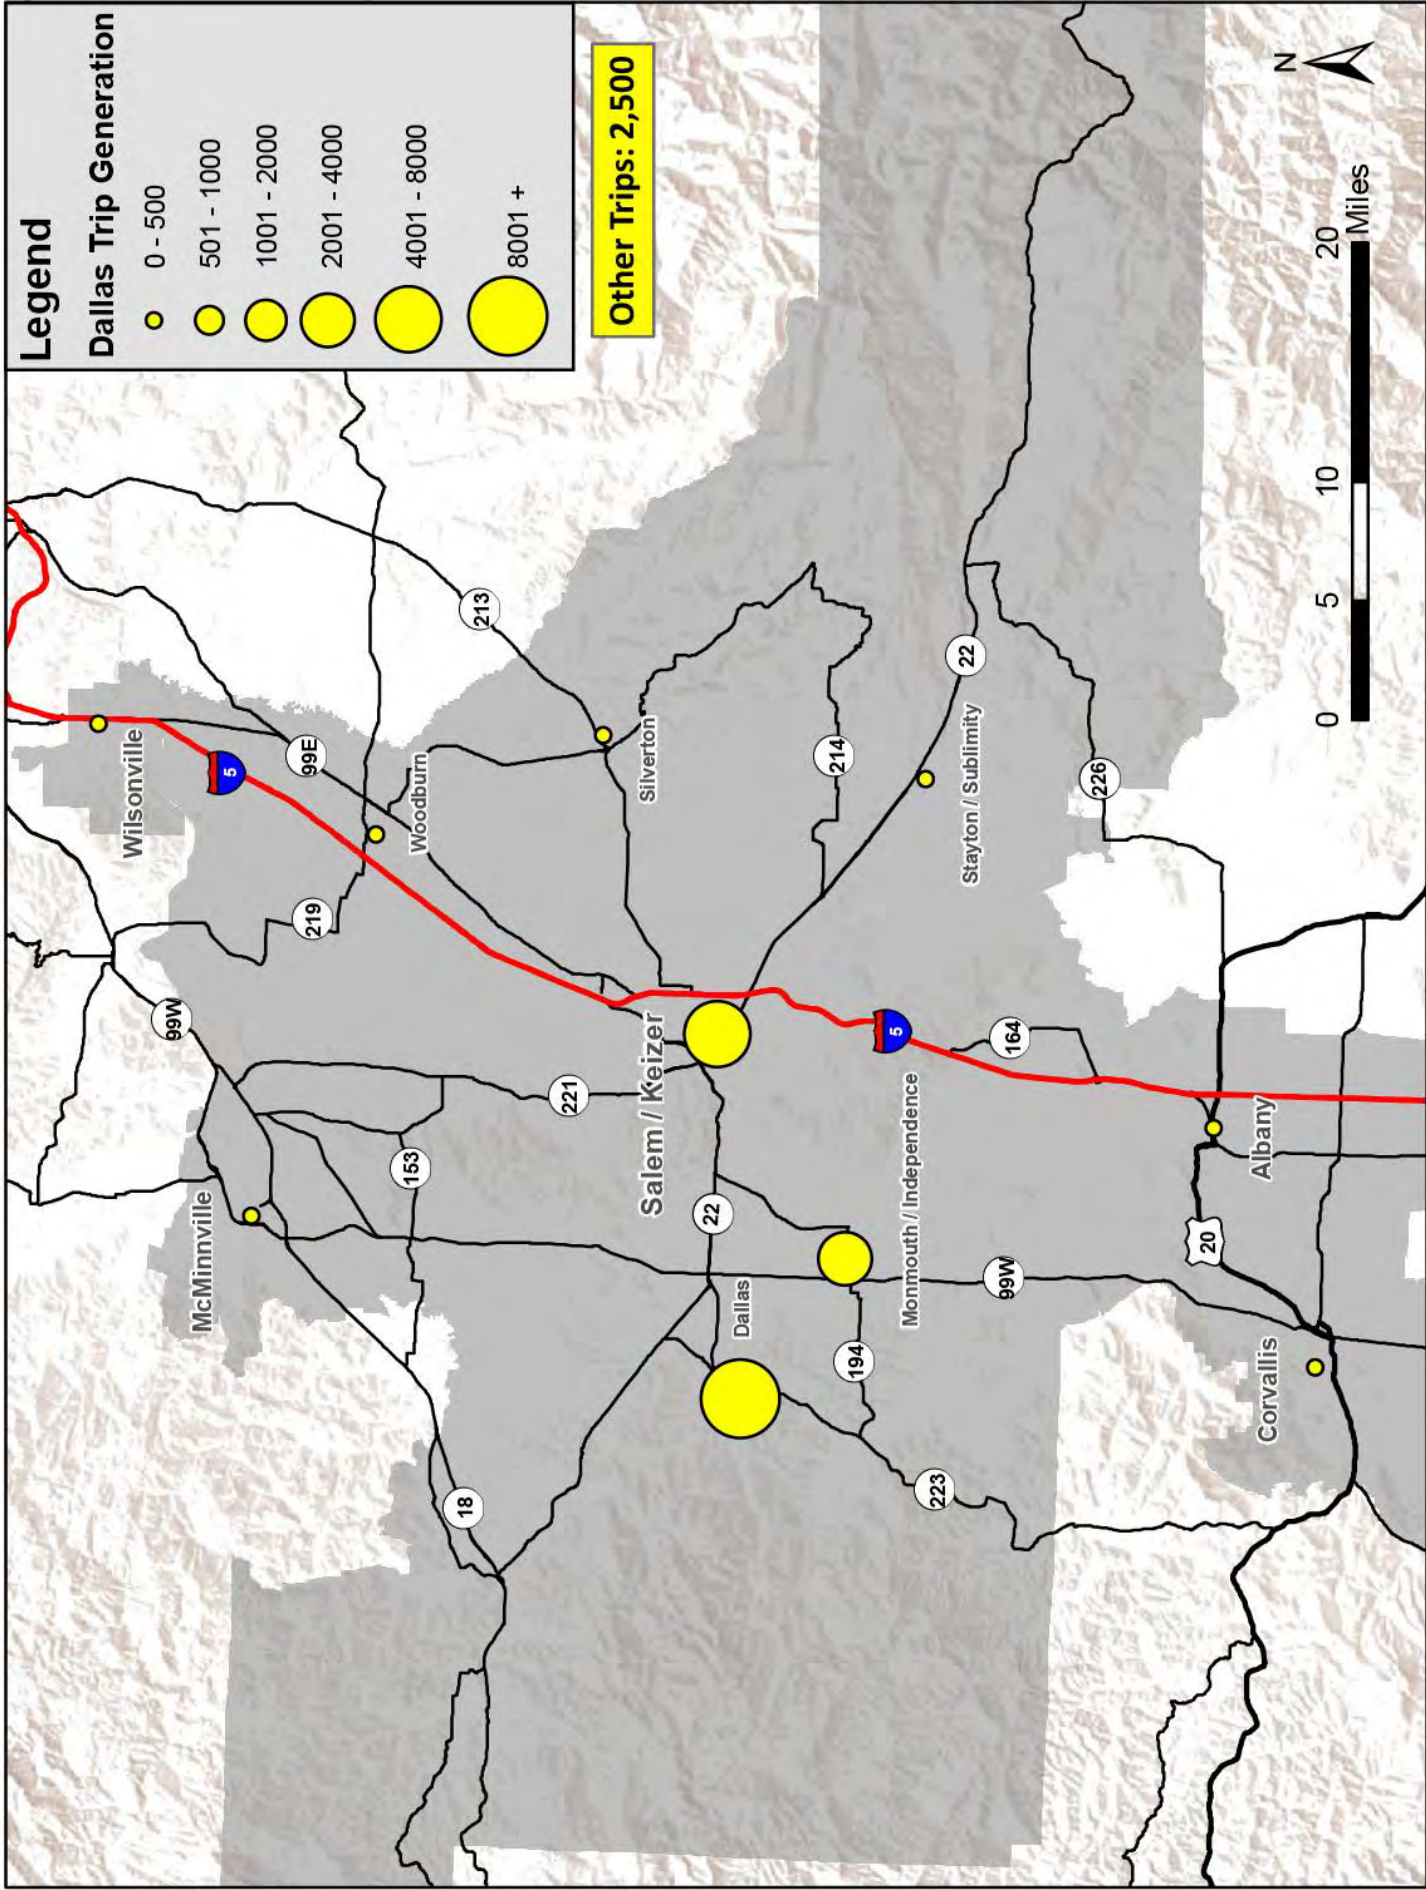 Legend
Dallas Trip Generation
0 - 500
501 - 1000
1001 - 2000
2001 - 4000
4001 - 8000
8001 +
Other Trips: 2,500
Wilsonville
5
99E
Woodburn
219
99W
213
Silverton
McMinnville
153
221
Salem / Keizer
18
22
Dallas
214
22
Stayton / Sublimity
Monmouth / Independence
5
164
194
223
99W
226
Albany
20
Corvallis
N
0 5 10 20
Miles